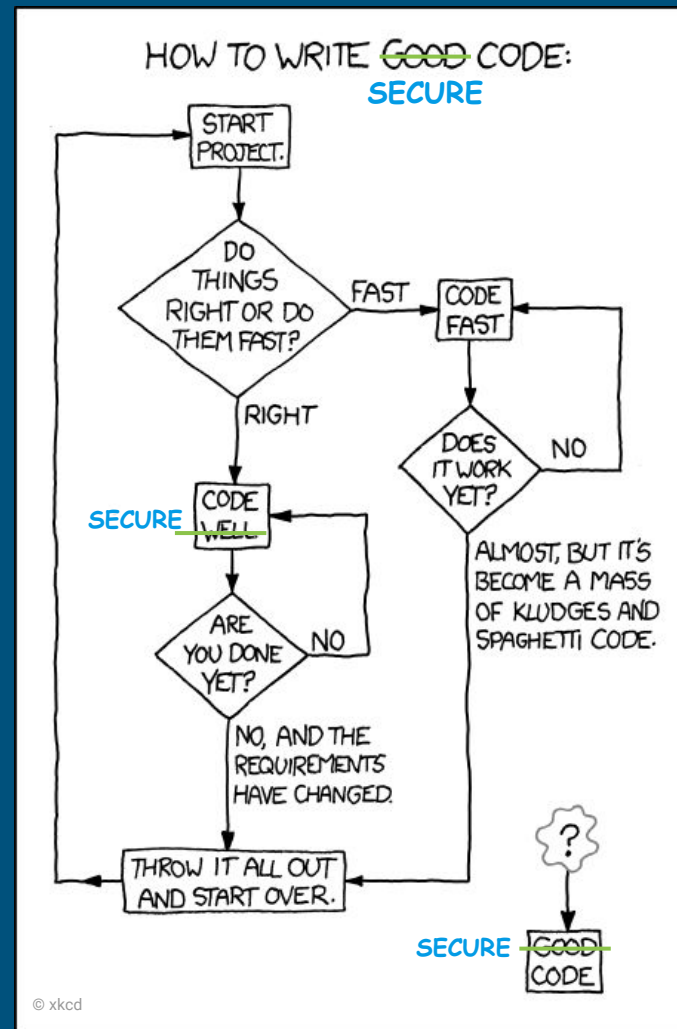 HOW TO WRITE GOOD CODE:
SECURE
START
PROJECT.
DO
THINGS
RIGHT OR DO
THEM FAST?
FAST
CODE
FAST
RIGHT
DOES
IT WORK
YET?
NO
SECURE
CODE
WELL.
ALMOST, BUT IT'S
BECOME A MASS
OF KLUDGES AND
SPAGHETTI CODE.
ARE
YOU DONE
YET?
NO
NO, AND THE
REQUIREMENTS
HAVE CHANGED.
THROW IT ALL OUT
AND START OVER.
?
SECURE GOOD
CODE
© xkcd